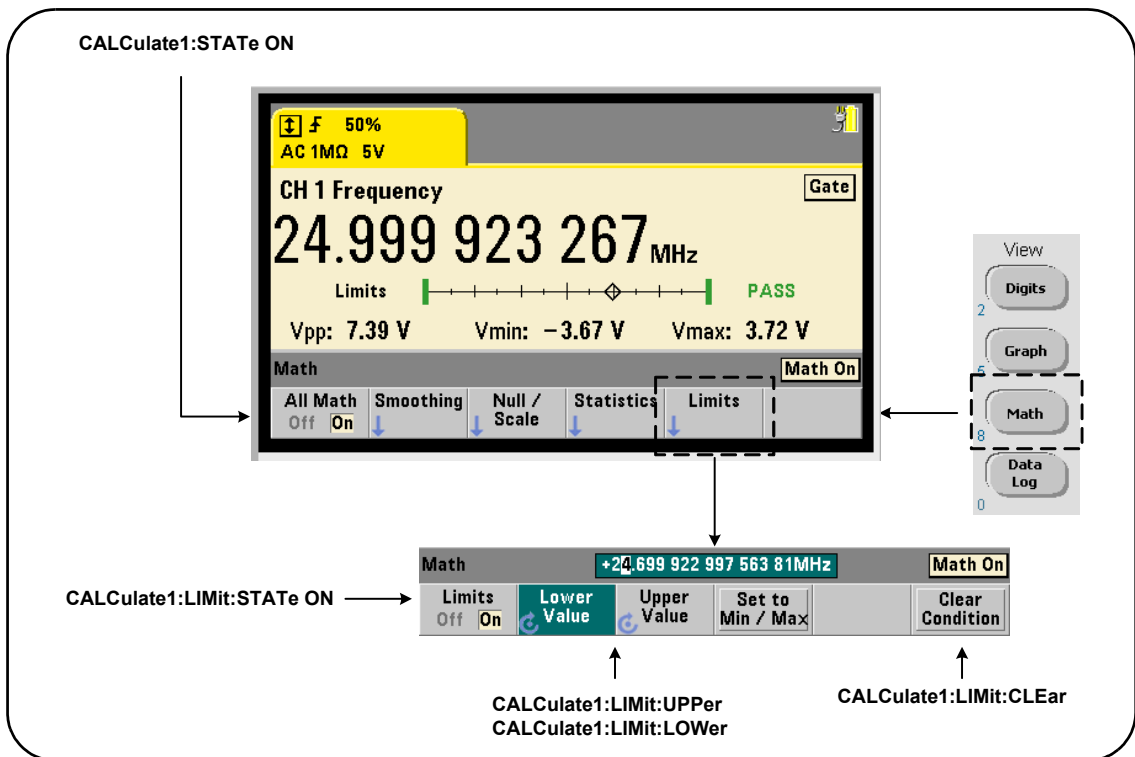 CALCulate1:STATe ON
50%
AC 1MΩ 5V
CH 1 Frequency
Gate
24.999 923 267 MHz
Limits
PASS
Vpp: 7.39 V Vmin: −3.67 V Vmax: 3.72 V
Math
Math On
All Math
Off On
Smoothing
Null /
Scale
Statistics
Limits
View
Digits
2
Graph
5
Math
8
Data
Log
0
Math
+24.699 922 997 563 81MHz
Math On
CALCulate1:LIMit:STATe ON
Limits
Off On
Lower
Value
Upper
Value
Set to
Min / Max
Clear
Condition
CALCulate1:LIMit:UPPer
CALCulate1:LIMit:LOWer
CALCulate1:LIMit:CLEar